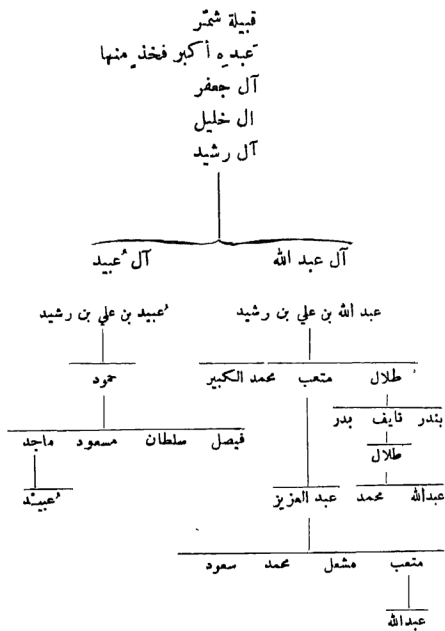 قبيلة شمّر
عبده أكبر فخذ منها
آل جعفر
ال خليل
آل رشيد
آل عبد الله آل عُبيد
عبد الله بن علي بن رشيد عُبيد بن علي بن رشيد
طلال متعب محمد الكبير حمود
بندر نايف بدر
طلال
فيصل سلطان مسعود ماجد
عبدالله محمد عبد العزيز عُبيد
متعب مشعل محمد سعود
عبدالله